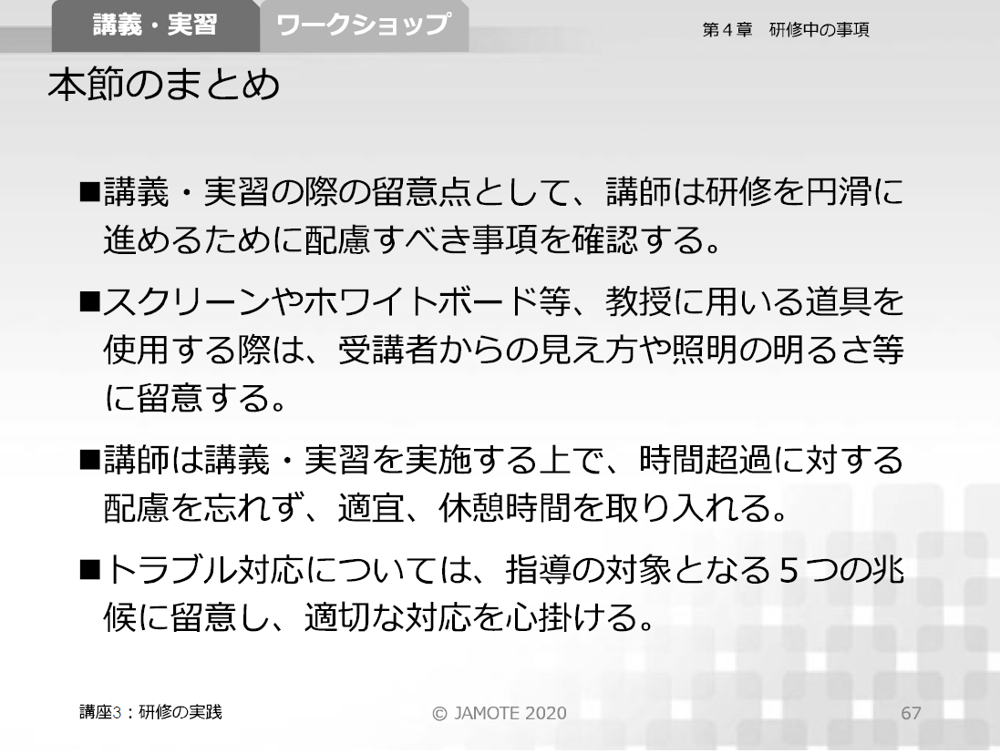 講義・実習
ワークショップ
第４章　研修中の事項
本節のまとめ
■講義・実習の際の留意点として、講師は研修を円滑に
進めるために配慮すべき事項を確認する。
■スクリーンやホワイトボード等、教授に用いる道具を
使用する際は、受講者からの見え方や照明の明るさ等
に留意する。
■講師は講義・実習を実施する上で、時間超過に対する
配慮を忘れず、適宜、休憩時間を取り入れる。
■トラブル対応については、指導の対象となる５つの兆
候に留意し、適切な対応を心掛ける。
講座3：研修の実践
© JAMOTE 2020
67